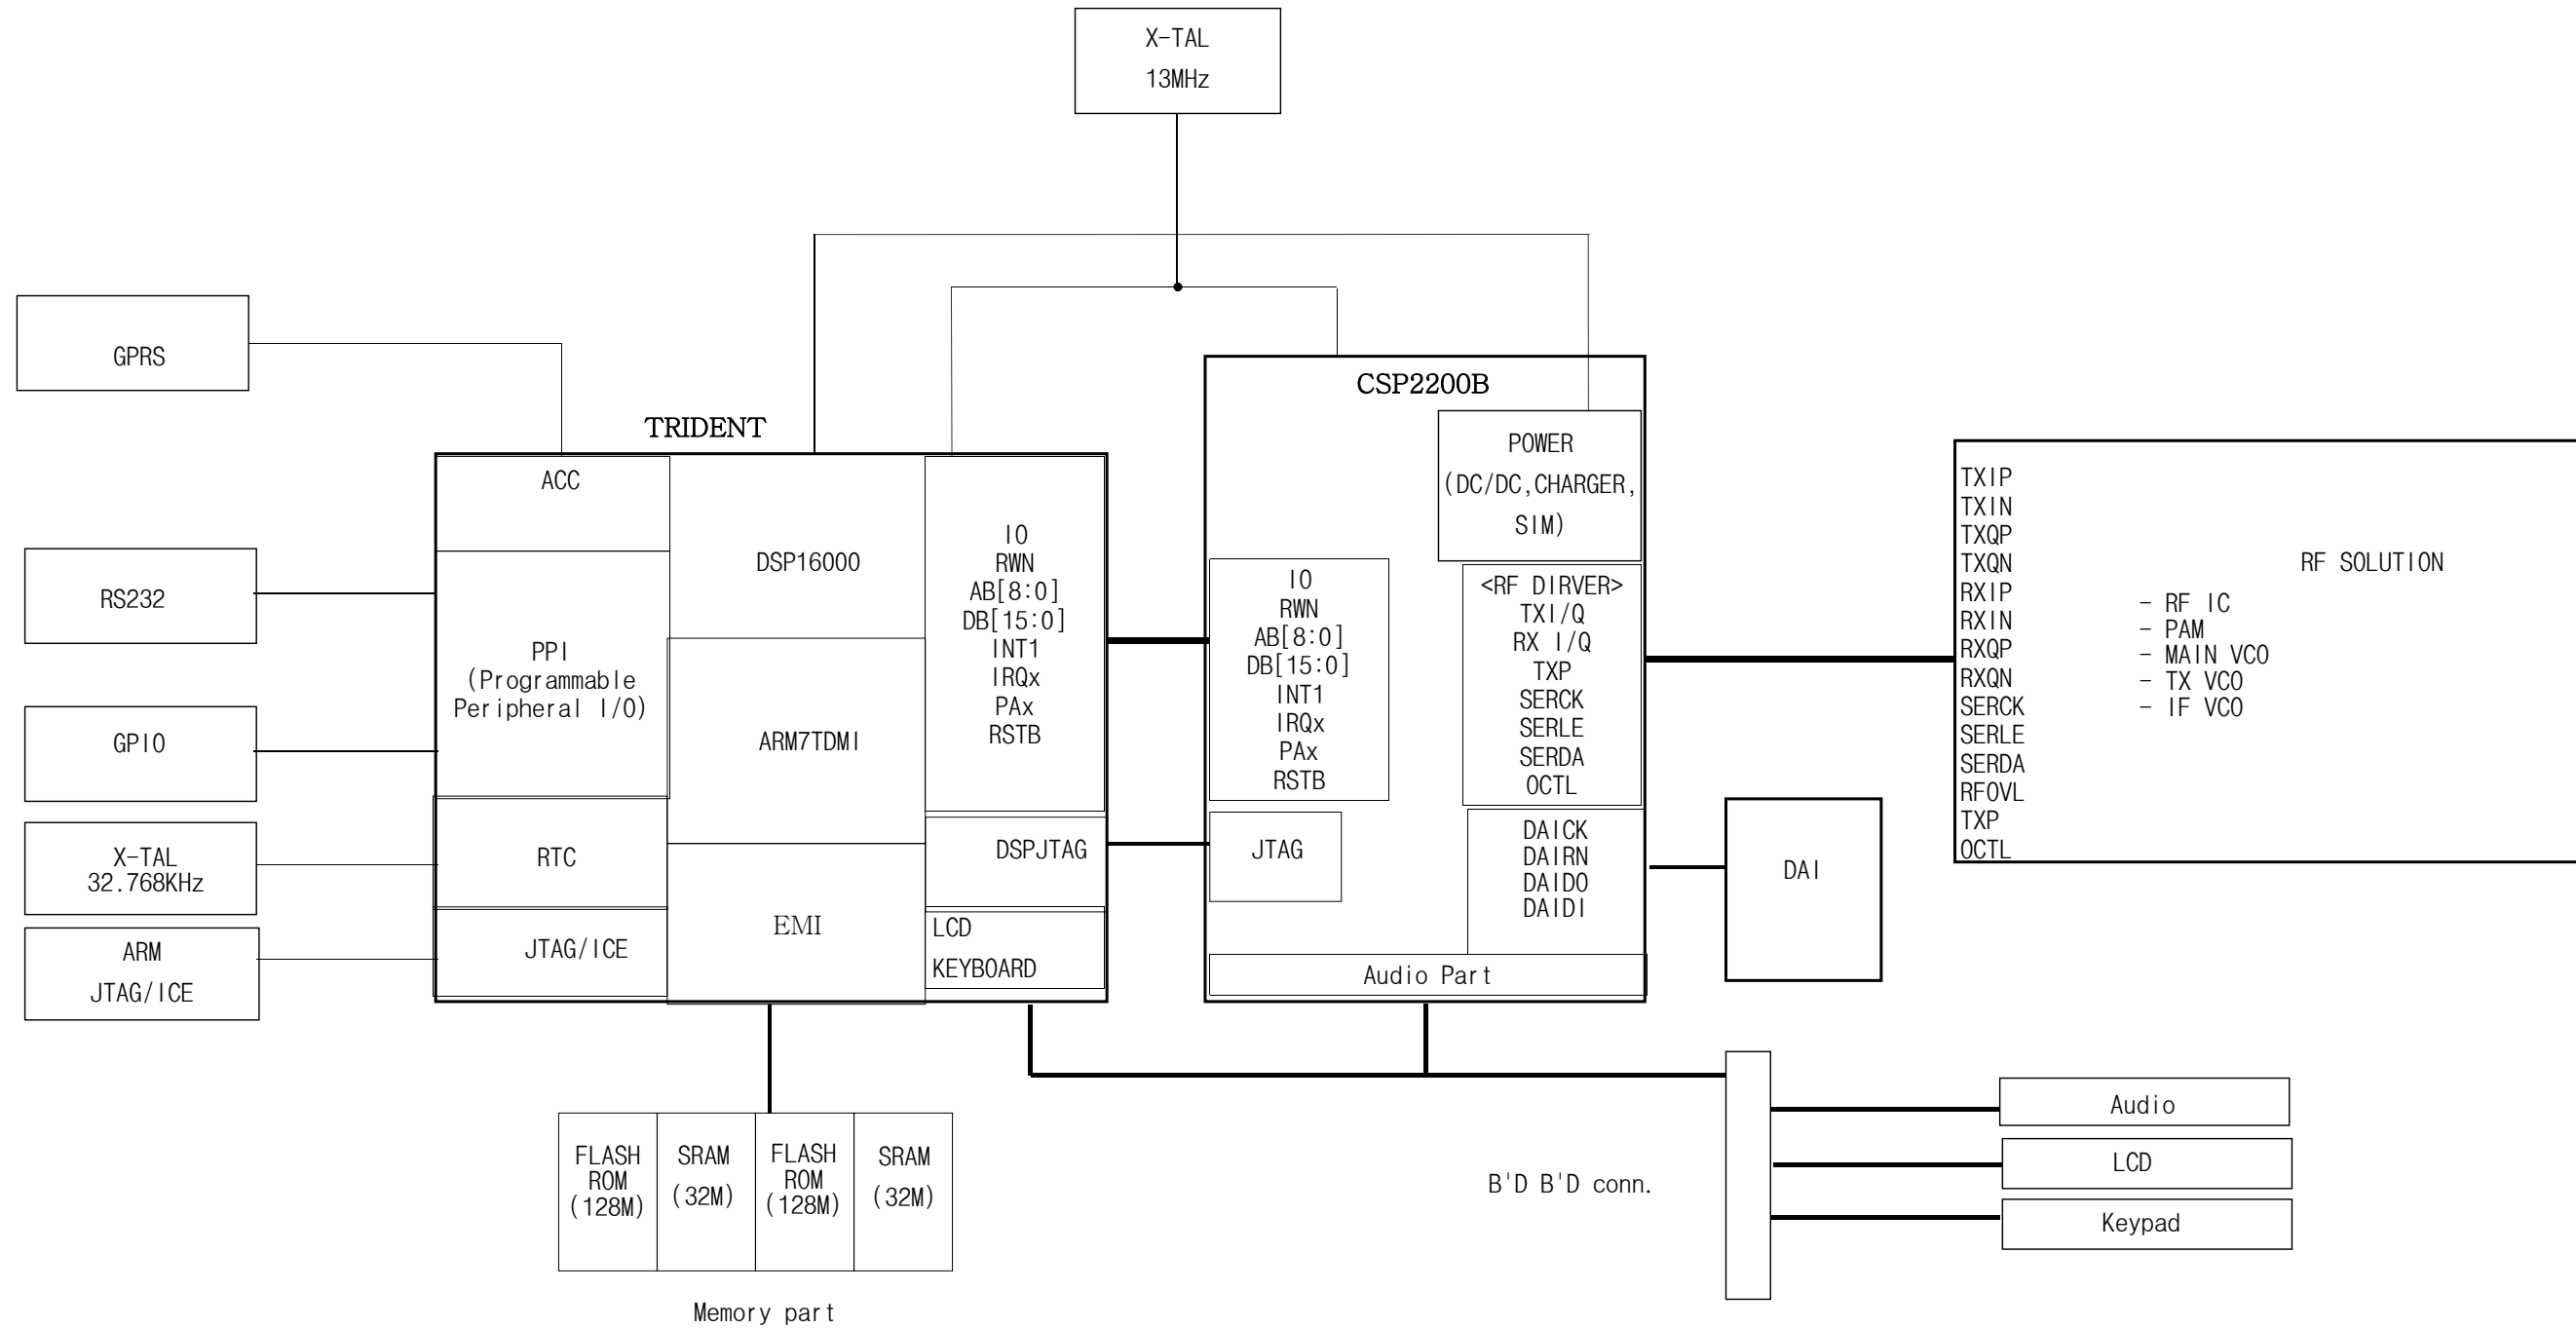 X-TAL
13MHz
GPRS
RS232
GPIO
X-TAL
32.768KHz
ARM
JTAG/ICE
TRIDENT
ACC
PPI
(Programmable
Peripheral I/O)
RTC
JTAG/ICE
DSP16000
ARM7TDMI
EMI
IO
RWN
AB[8:0]
DB[15:0]
INT1
IRQx
PAx
RSTB
DSPJTAG
LCD
KEYBOARD
CSP2200B
POWER
(DC/DC,CHARGER,
SIM)
IO
RWN
AB[8:0]
DB[15:0]
INT1
IRQx
PAx
RSTB
JTAG
<RF DIRVER>
TXI/Q
RX I/Q
TXP
SERCK
SERLE
SERDA
OCTL
DAICK
DAIRN
DAIDO
DAIDI
Audio Part
DAI
TXIP
TXIN
TXQP
TXQN
RXIP
RXIN
RXQP
RXQN
SERCK
SERLE
SERDA
RFOVL
TXP
OCTL
RF SOLUTION
- RF IC
- PAM
- MAIN VCO
- TX VCO
- IF VCO
FLASH
ROM
(128M)
SRAM
(32M)
FLASH
ROM
(128M)
SRAM
(32M)
Memory part
B'D B'D conn.
Audio
LCD
Keypad